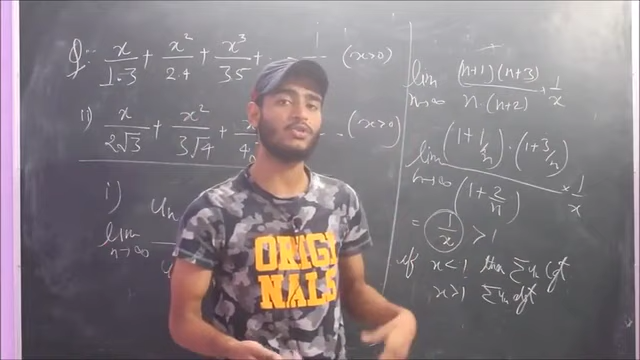 Q:- x/1.3 + x²/2.4 + x³/35 + ... (x>0)
ii) x/2√3 + x²/3√4 + ... (x>0)
i) lim n→∞ Un
lim n→∞ (n+1)(n+3)/n·(n+2) × 1/x
lim n→∞ (1+1/n)·(1+3/n)/(1+2/n) × 1/x
= 1/x > 1
if x<1 then Σun Cgt
x>1 Σun dgt
ORIGI
NALS